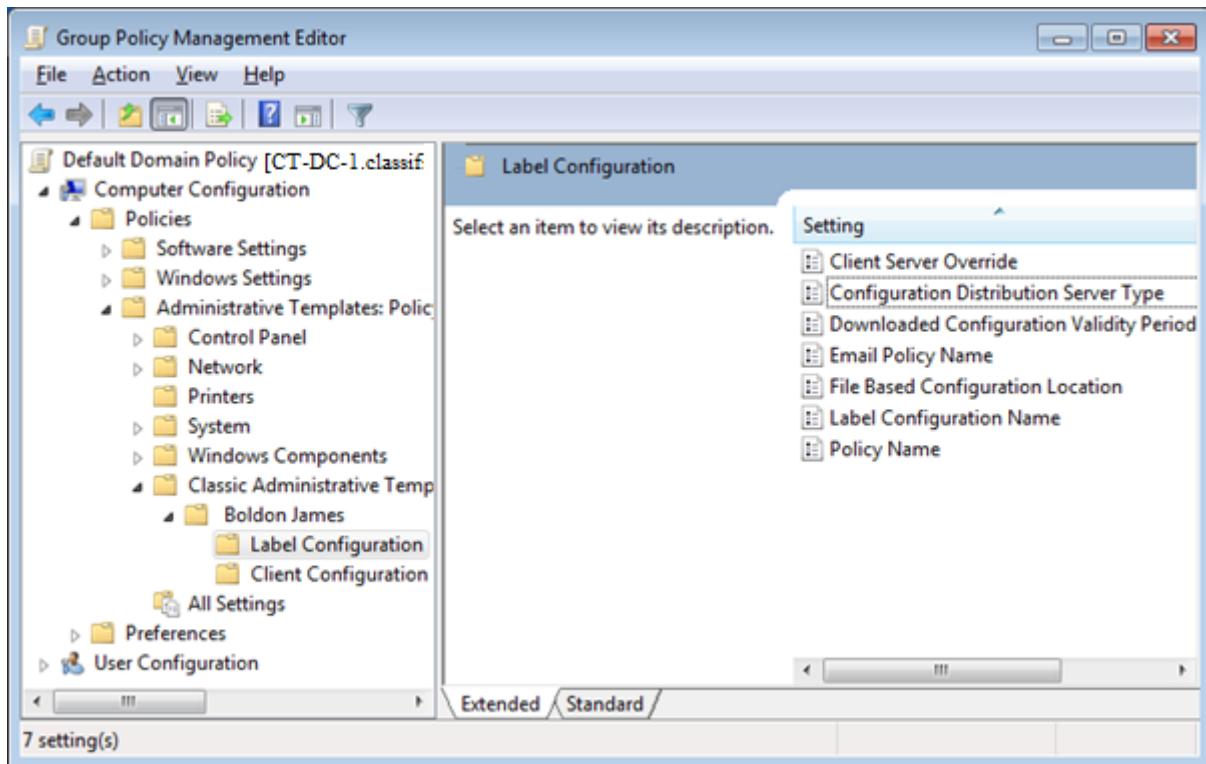 Group Policy Management Editor
File Action View Help
Default Domain Policy [CT-DC-1.classif
Computer Configuration
Policies
Software Settings
Windows Settings
Administrative Templates: Polic
Control Panel
Network
Printers
System
Windows Components
Classic Administrative Temp
Boldon James
Label Configuration
Client Configuration
All Settings
Preferences
User Configuration
Label Configuration
Select an item to view its description.
Setting
Client Server Override
Configuration Distribution Server Type
Downloaded Configuration Validity Period
Email Policy Name
File Based Configuration Location
Label Configuration Name
Policy Name
Extended Standard
7 setting(s)